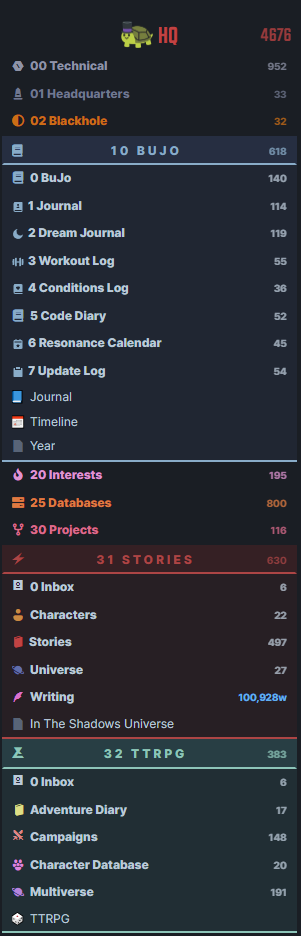 HQ 4676
00 Technical 952
01 Headquarters 33
02 Blackhole 32
10 BUJO 618
0 BuJo 140
1 Journal 114
2 Dream Journal 119
3 Workout Log 55
4 Conditions Log 36
5 Code Diary 52
6 Resonance Calendar 45
7 Update Log 54
Journal
Timeline
Year
20 Interests 195
25 Databases 800
30 Projects 116
31 STORIES 630
0 Inbox 6
Characters 22
Stories 497
Universe 27
Writing 100,928w
In The Shadows Universe
32 TTRPG 383
0 Inbox 6
Adventure Diary 17
Campaigns 148
Character Database 20
Multiverse 191
TTRPG